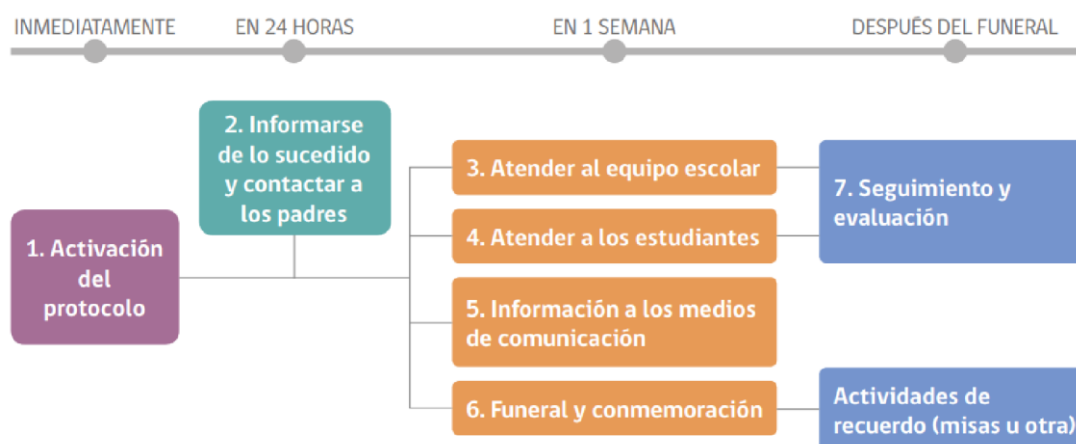 INMEDIATAMENTE
EN 24 HORAS
EN 1 SEMANA
DESPUÉS DEL FUNERAL
1. Activación
del
protocolo
2. Informarse
de lo sucedido
y contactar a
los padres
3. Atender al equipo escolar
4. Atender a los estudiantes
5. Información a los medios
de comunicación
6. Funeral y conmemoración
7. Seguimiento y
evaluación
Actividades de
recuerdo (misas u otra)